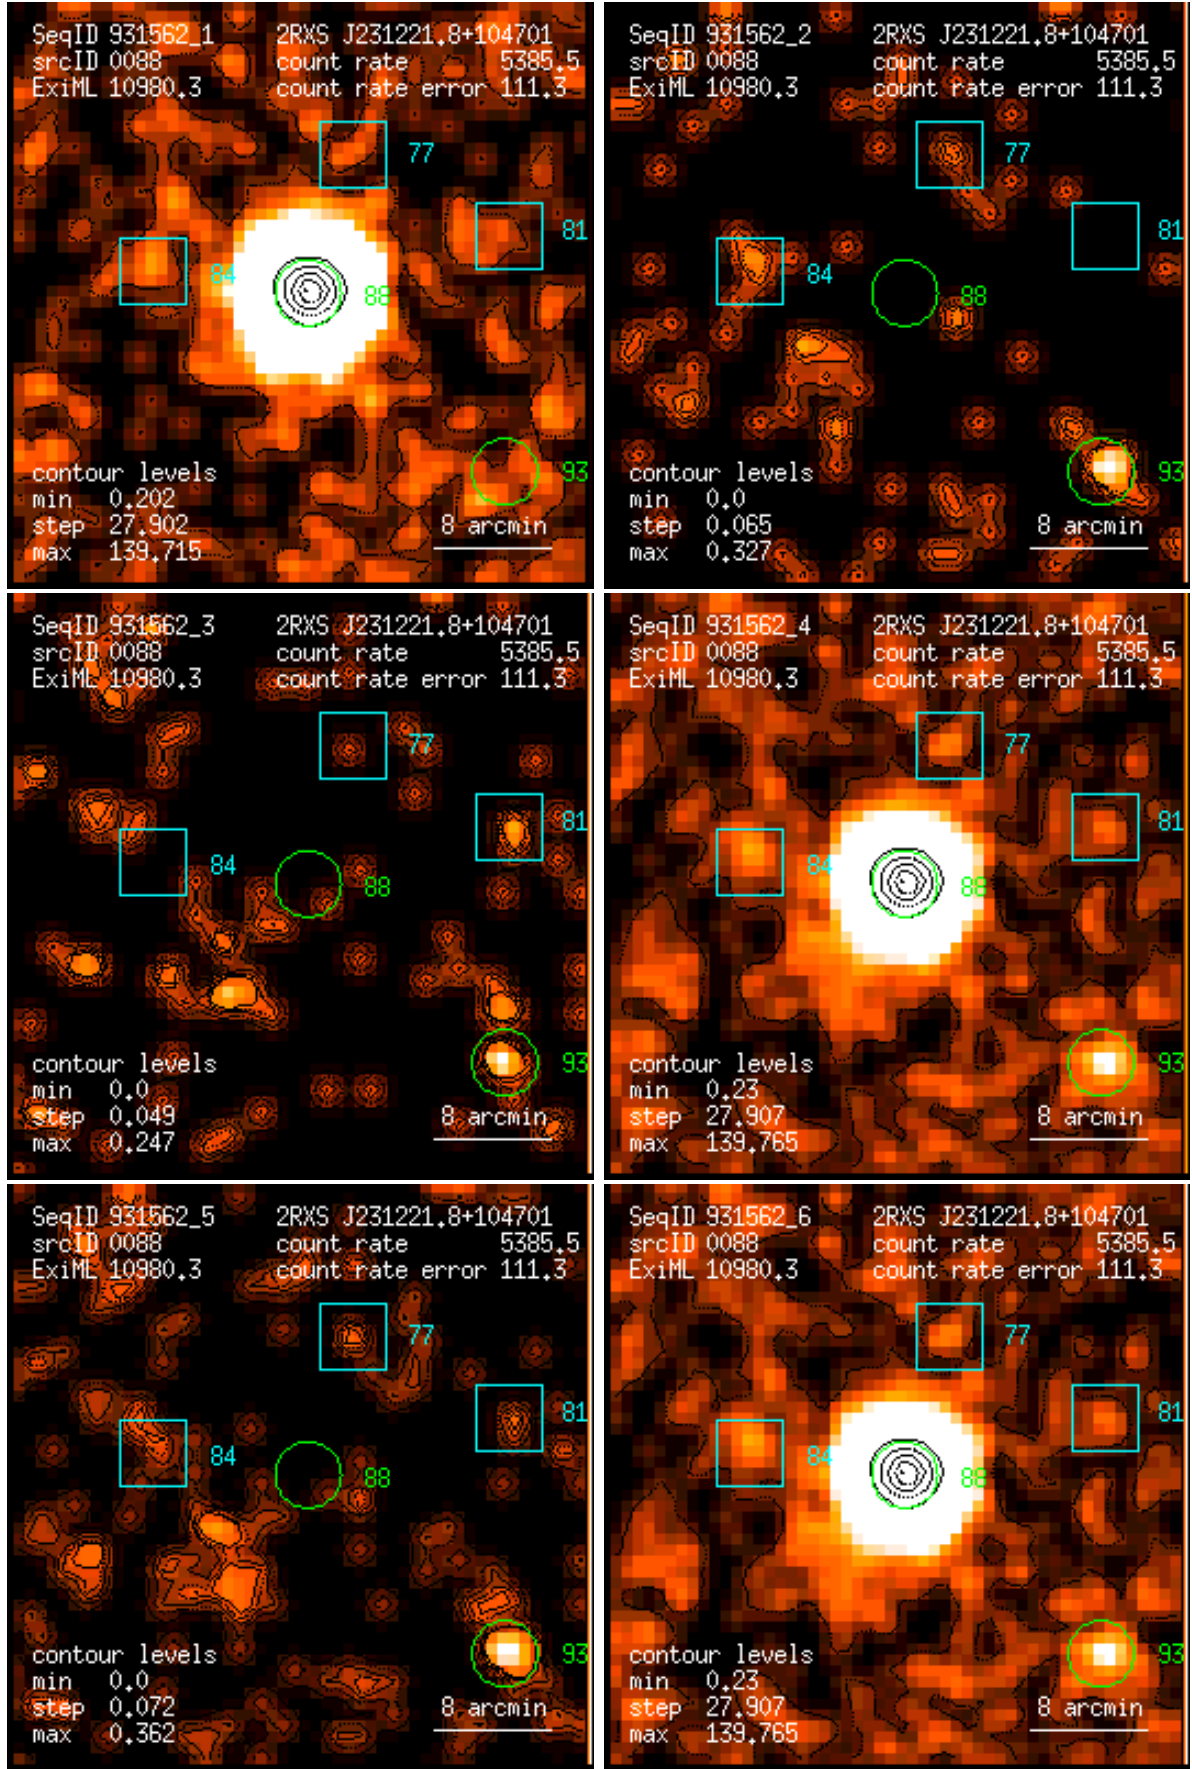 SeqID 931562_1 2RXS J231221.8+104701
srcID 0088 count rate 5385.5
ExiML 10980.3 count rate error 111.3
77
81
84
88
93
contour levels
min 0.202
step 27.902
max 139.715
8 arcmin
SeqID 931562_2 2RXS J231221.8+104701
srcID 0088 count rate 5385.5
ExiML 10980.3 count rate error 111.3
77
81
84
88
93
contour levels
min 0.0
step 0.065
max 0.327
8 arcmin
SeqID 931562_3 2RXS J231221.8+104701
srcID 0088 count rate 5385.5
ExiML 10980.3 count rate error 111.3
77
81
84
88
93
contour levels
min 0.0
step 0.049
max 0.247
8 arcmin
SeqID 931562_4 2RXS J231221.8+104701
srcID 0088 count rate 5385.5
ExiML 10980.3 count rate error 111.3
77
81
84
88
93
contour levels
min 0.23
step 27.907
max 139.765
8 arcmin
SeqID 931562_5 2RXS J231221.8+104701
srcID 0088 count rate 5385.5
ExiML 10980.3 count rate error 111.3
77
81
84
88
93
contour levels
min 0.0
step 0.072
max 0.362
8 arcmin
SeqID 931562_6 2RXS J231221.8+104701
srcID 0088 count rate 5385.5
ExiML 10980.3 count rate error 111.3
77
81
84
88
93
contour levels
min 0.23
step 27.907
max 139.765
8 arcmin